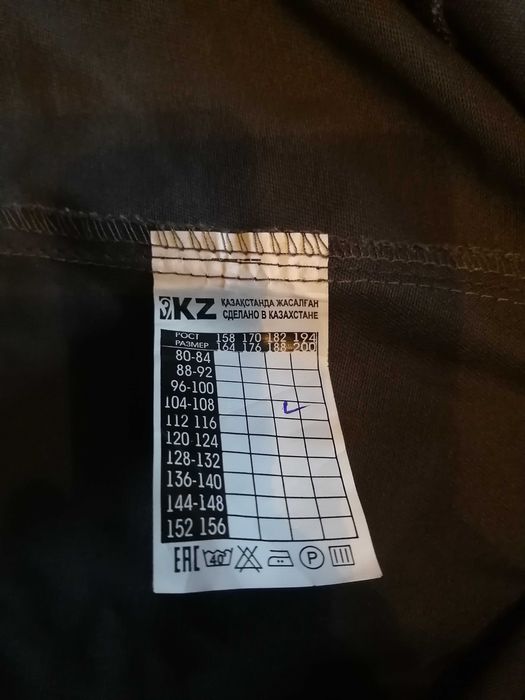 KZ ҚАЗАҚСТАНДА ЖАСАЛҒАН
СДЕЛАНО В КАЗАХСТАНЕ
РОСТ 158 170 182 194
РАЗМЕР 164 176 188 200
80-84
88-92
96-100
104-108
112 116
120 124
128-132
136-140
144-148
152 156
EAC 40° P